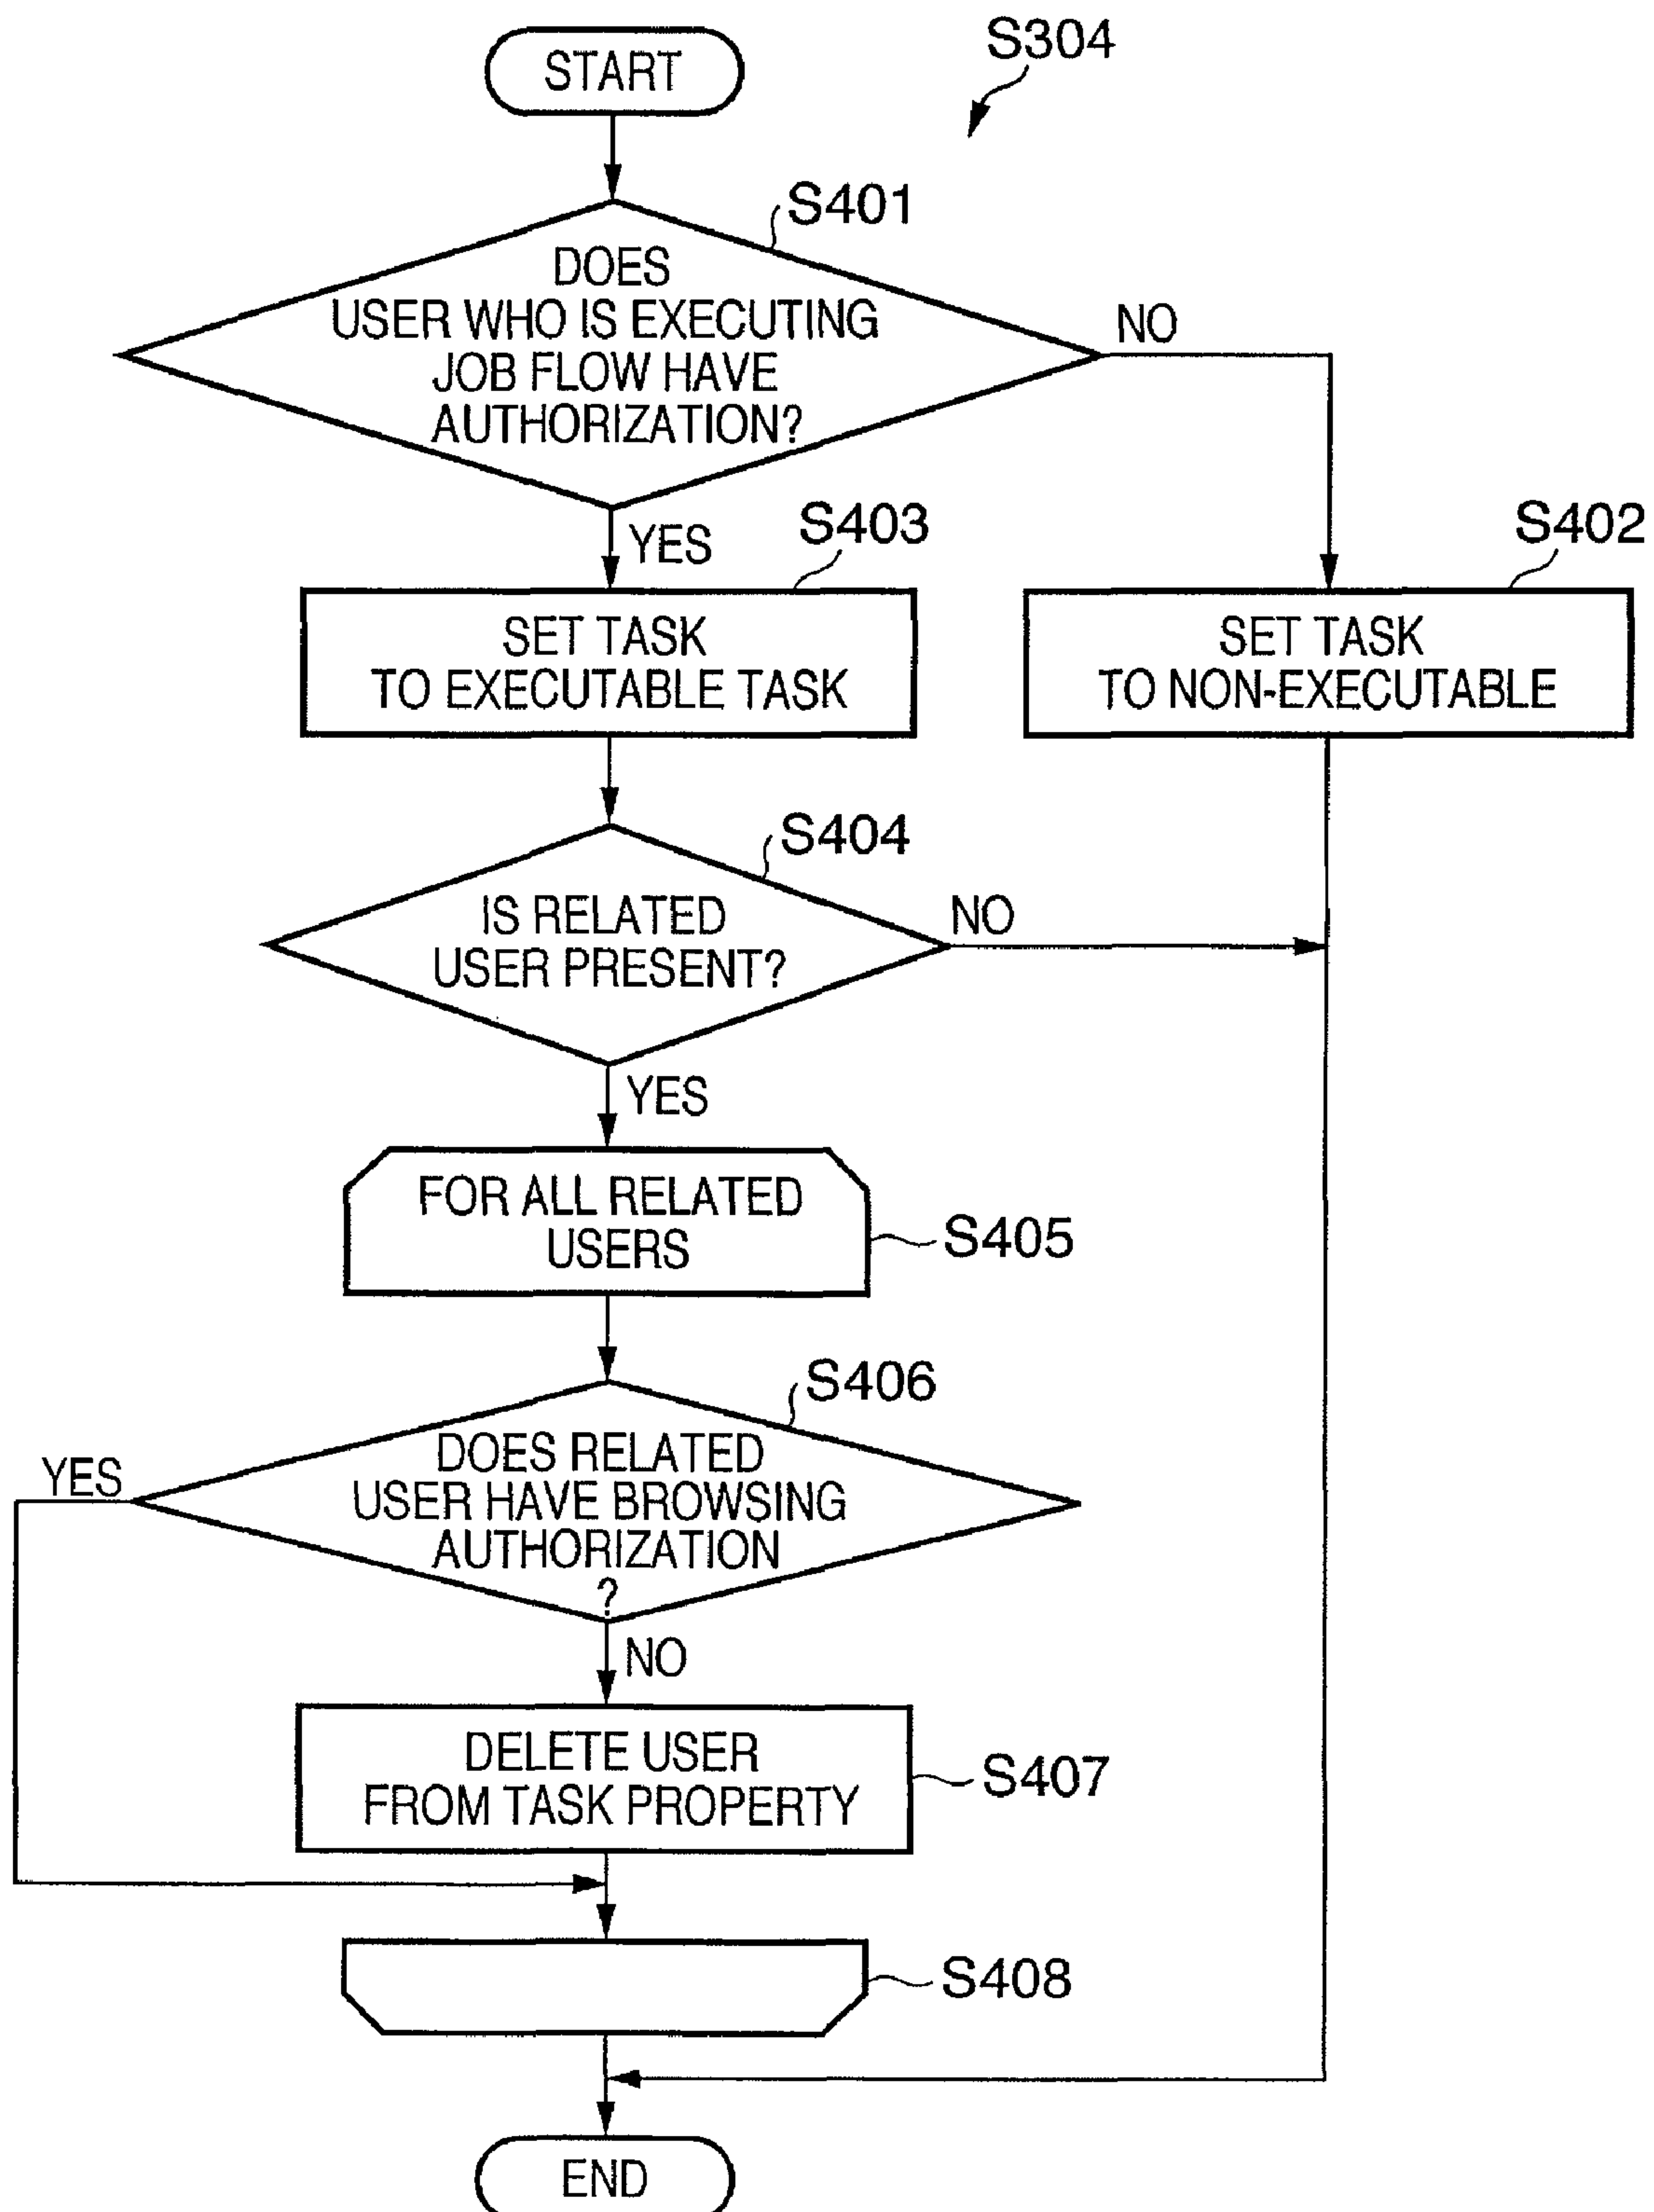 START
S304
S401
DOES
USER WHO IS EXECUTING
JOB FLOW HAVE
AUTHORIZATION?
NO
YES
S403
S402
SET TASK
TO EXECUTABLE TASK
SET TASK
TO NON-EXECUTABLE
S404
IS RELATED
USER PRESENT?
NO
YES
FOR ALL RELATED
USERS
S405
S406
DOES RELATED
USER HAVE BROWSING
AUTHORIZATION
?
YES
NO
DELETE USER
FROM TASK PROPERTY
S407
S408
END